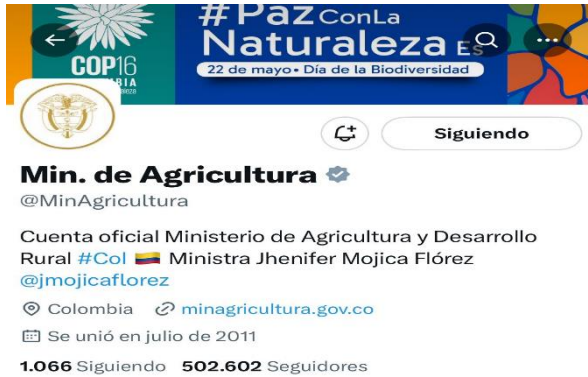 #PazConLa
Naturaleza Es
COP16
22 de mayo • Día de la Biodiversidad
Siguiendo
Min. de Agricultura
@MinAgricultura
Cuenta oficial Ministerio de Agricultura y Desarrollo
Rural #Col Ministra Jhenifer Mojica Flórez
@jmojicaflorez
Colombia minagricultura.gov.co
Se unió en julio de 2011
1.066 Siguiendo 502.602 Seguidores